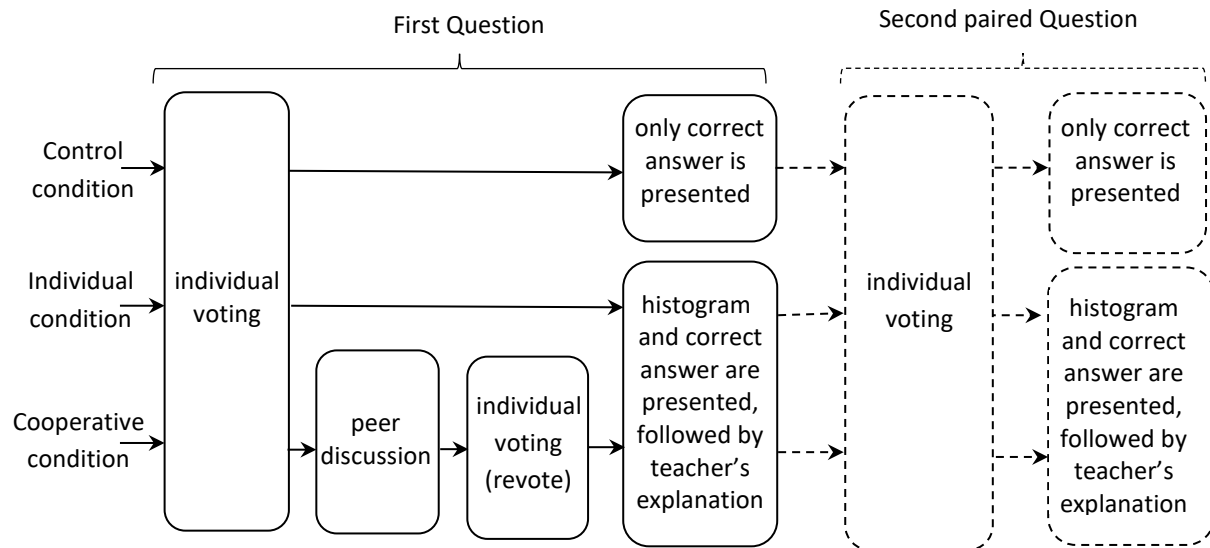 First Question
Second paired Question
Control
condition
Individual
condition
Cooperative
condition
individual
voting
peer
discussion
individual
voting
(revote)
only correct
answer is
presented
histogram
and correct
answer are
presented,
followed by
teacher’s
explanation
individual
voting
only correct
answer is
presented
histogram
and correct
answer are
presented,
followed by
teacher’s
explanation